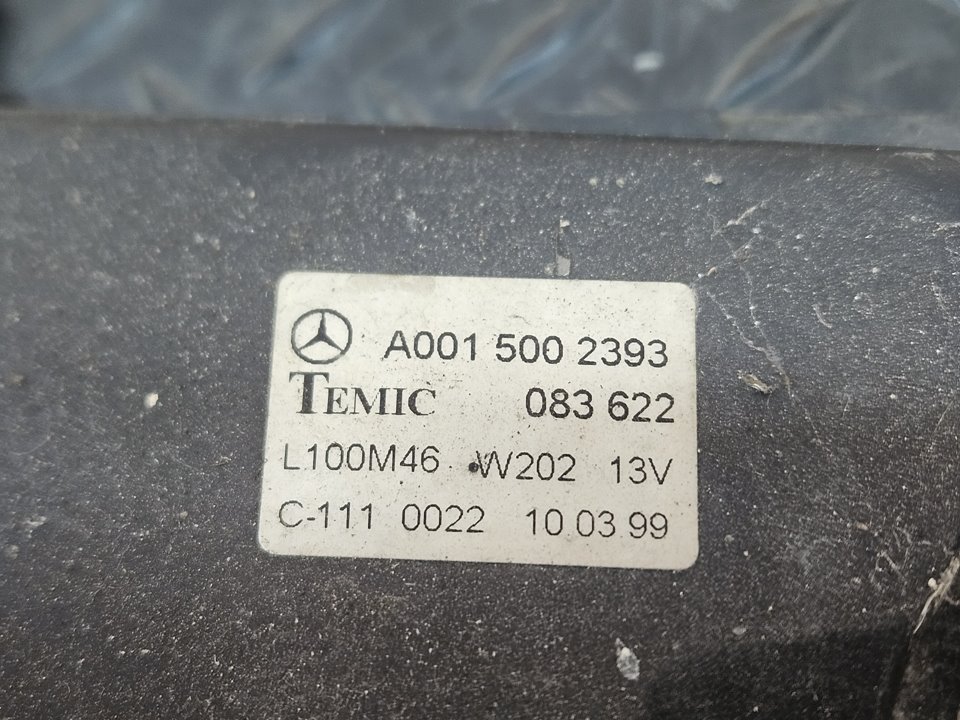 A001 500 2393
TEMIC 083 622
L100M46 W202 13V
C-111 0022 10 03 99